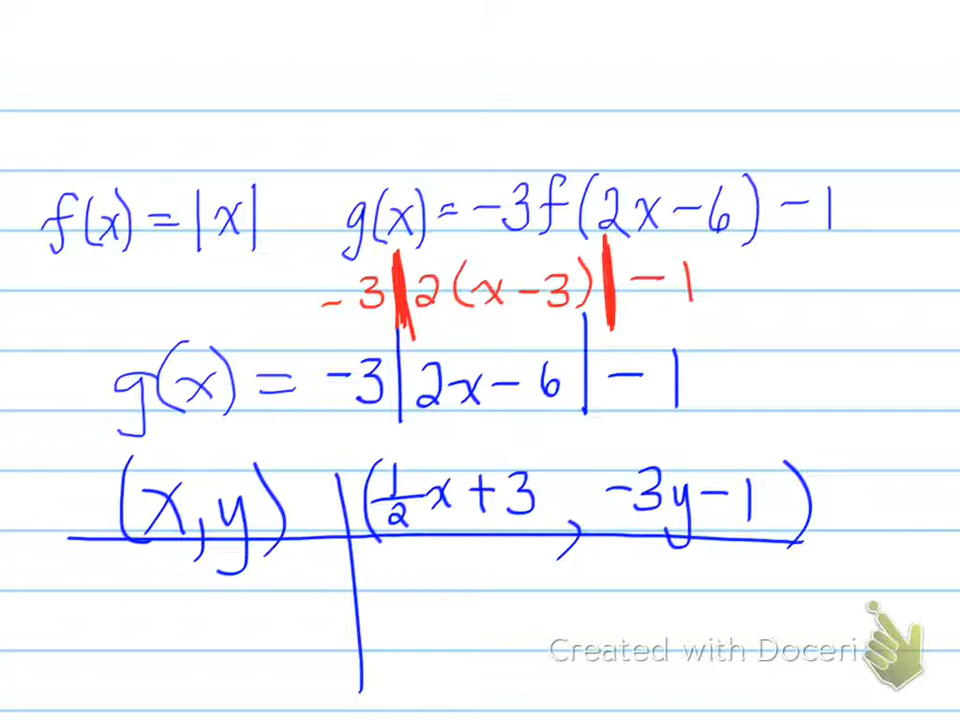 f(x) = |x| g(x) = -3f(2x-6) - 1
-3|2(x-3)| - 1
g(x) = -3|2x-6| - 1
(x,y) | (1/2x+3, -3y-1)
Created with Doceri